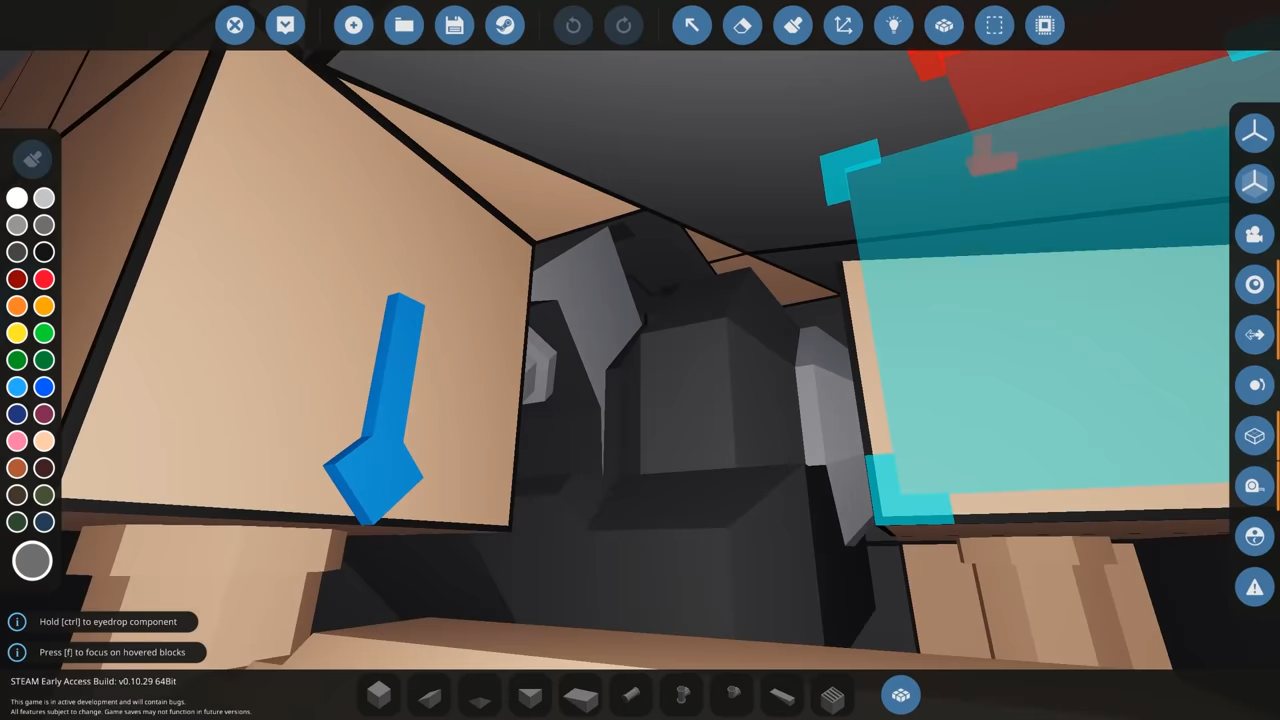 Hold [ctrl] to eyedrop component
Press [f] to focus on hovered blocks
STEAM Early Access Build: v0.10.29 64Bit
This game is in active development and will contain bugs.
All features subject to change. Game saves may not function in future versions.